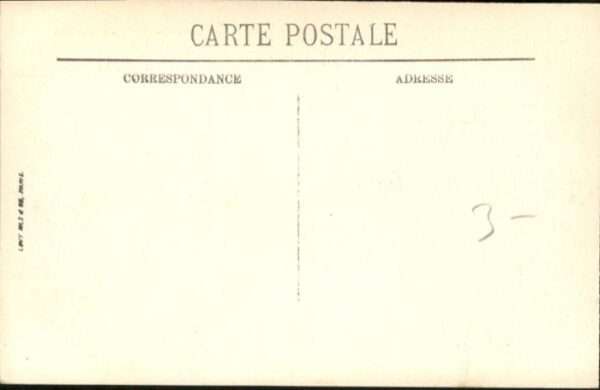 CARTE POSTALE
CORRESPONDANCE
ADRESSE
3-